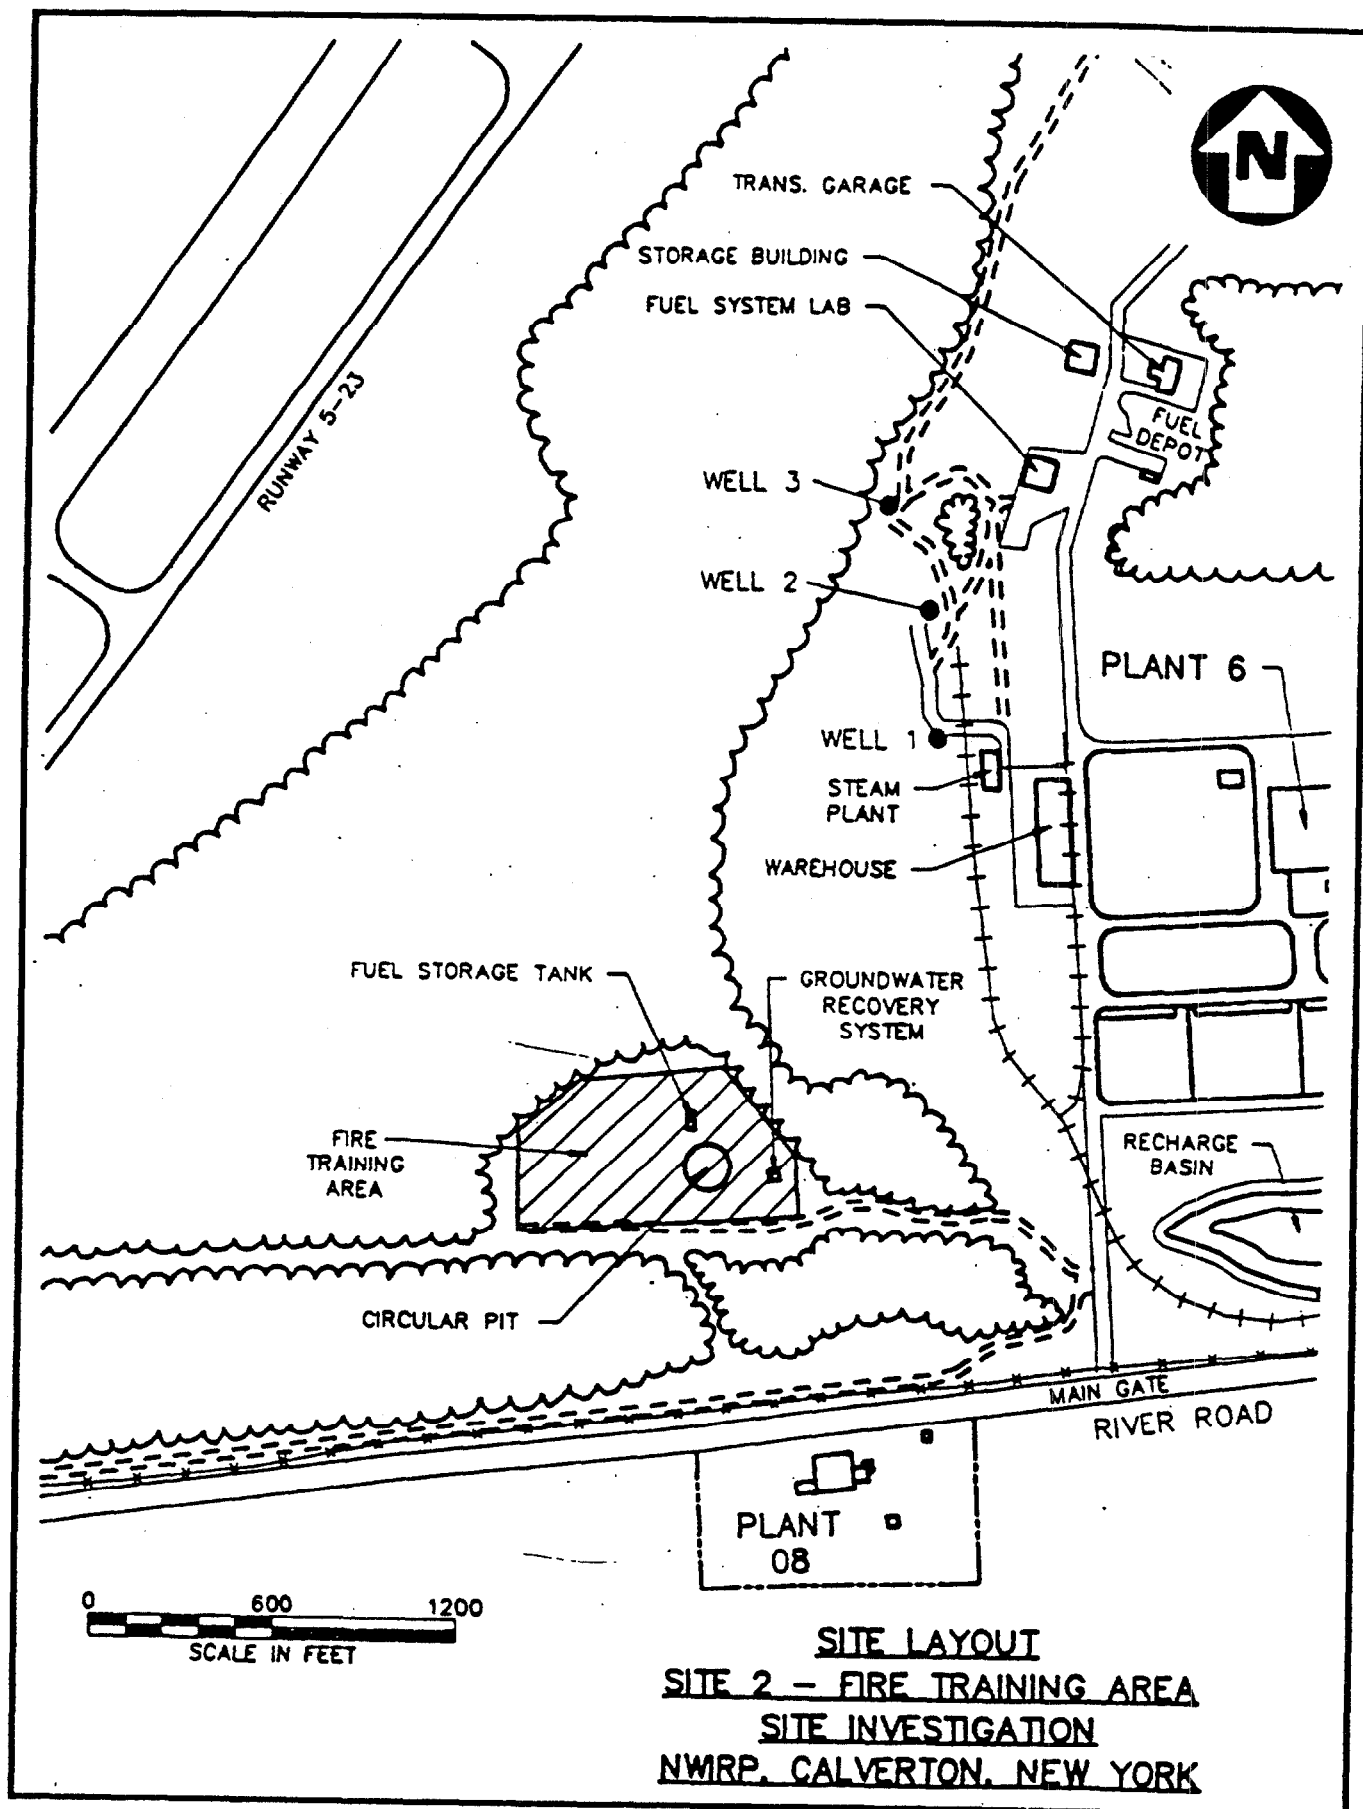 N
TRANS. GARAGE
STORAGE BUILDING
FUEL SYSTEM LAB
RUNWAY 5-23
FUEL
DEPOT
WELL 3
WELL 2
PLANT 6
WELL 1
STEAM
PLANT
WAREHOUSE
FUEL STORAGE TANK
GROUNDWATER
RECOVERY
SYSTEM
FIRE
TRAINING
AREA
RECHARGE
BASIN
CIRCULAR PIT
MAIN GATE
RIVER ROAD
PLANT
08
0 600 1200
SCALE IN FEET
SITE LAYOUT
SITE 2 - FIRE TRAINING AREA
SITE INVESTIGATION
NWIRP, CALVERTON, NEW YORK